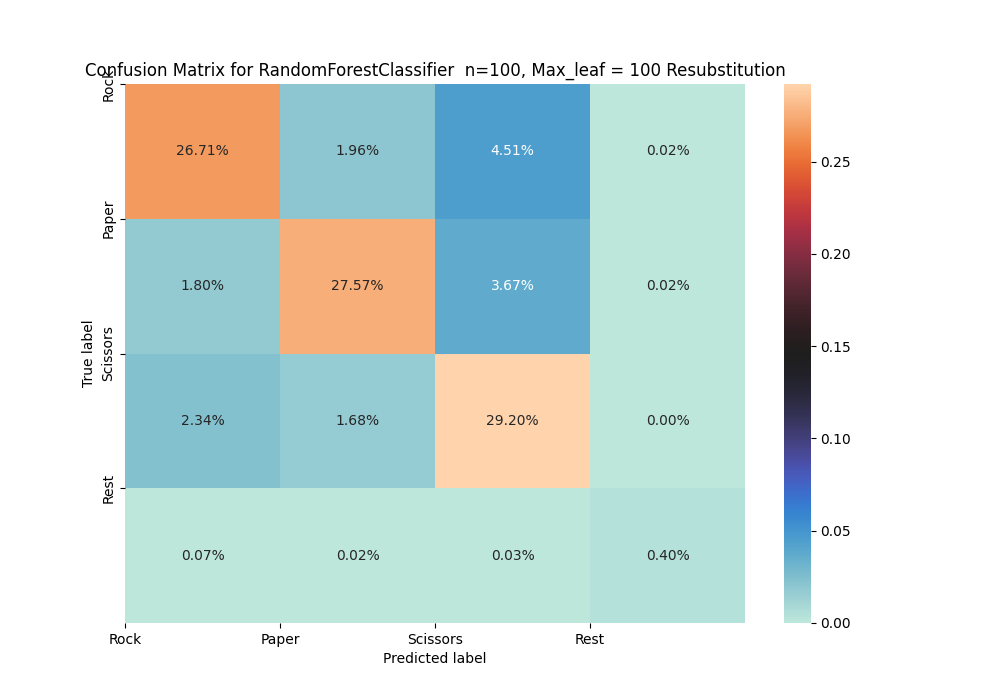 Confusion Matrix for RandomForestClassifier  n=100, Max_leaf = 100 Resubstitution
Rock
Paper
Scissors
Rest
True label
26.71% 1.96% 4.51% 0.02%
1.80% 27.57% 3.67% 0.02%
2.34% 1.68% 29.20% 0.00%
0.07% 0.02% 0.03% 0.40%
Rock Paper Scissors Rest
Predicted label
0.25
0.20
0.15
0.10
0.05
0.00